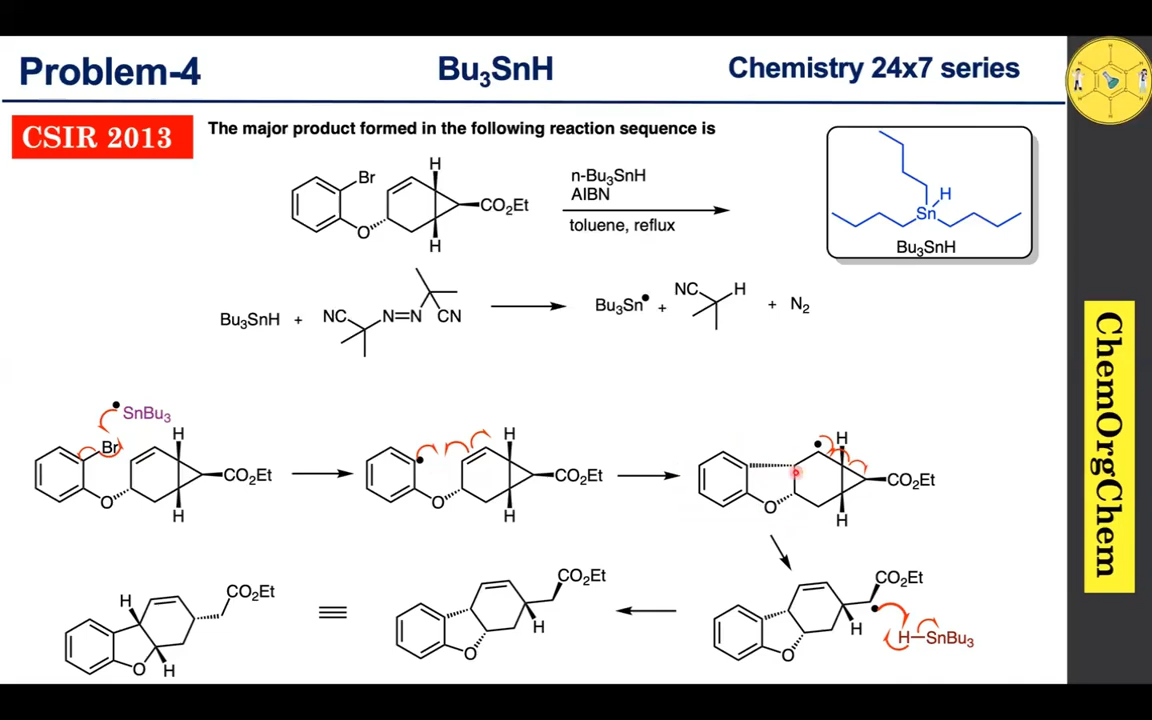 Problem-4
Bu₃SnH
Chemistry 24x7 series
CSIR 2013
The major product formed in the following reaction sequence is
Br
H
CO₂Et
O
H
n-Bu₃SnH
AIBN
toluene, reflux
H
Sn
Bu₃SnH
Bu₃SnH +
NC
N=N
CN
Bu₃Sn•
+
NC
H
+ N₂
•SnBu₃
Br
H
CO₂Et
O
H
H
CO₂Et
O
H
H
CO₂Et
O
H
H
CO₂Et
O
H
CO₂Et
H
O
CO₂Et
H
O
H-SnBu₃
ChemOrgChem